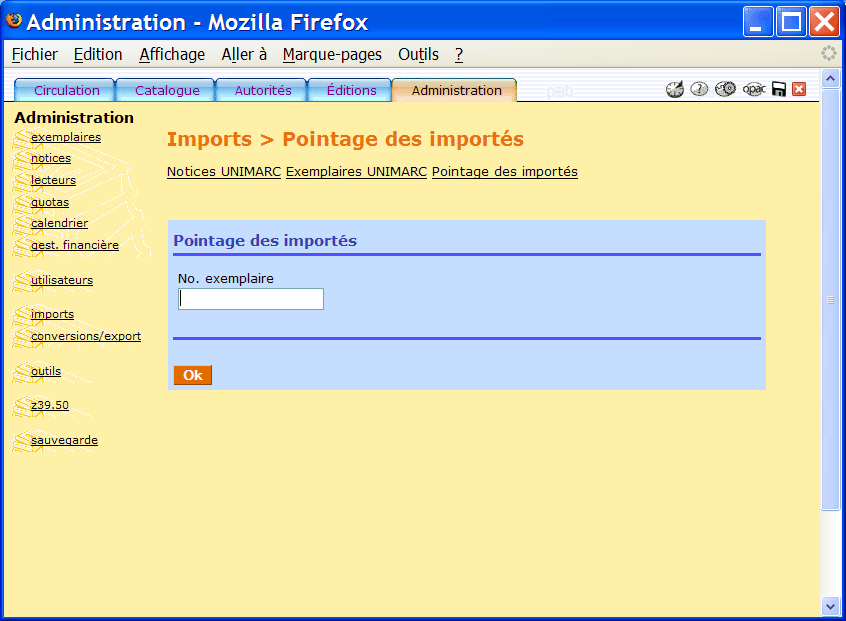 Administration - Mozilla Firefox
Fichier Edition Affichage Aller à Marque-pages Outils ?
Circulation Catalogue Autorités Éditions Administration pmb opac
Administration
exemplaires
notices
lecteurs
quotas
calendrier
gest. financière
utilisateurs
imports
conversions/export
outils
z39.50
sauvegarde
Imports > Pointage des importés
Notices UNIMARC Exemplaires UNIMARC Pointage des importés
Pointage des importés
No. exemplaire
Ok